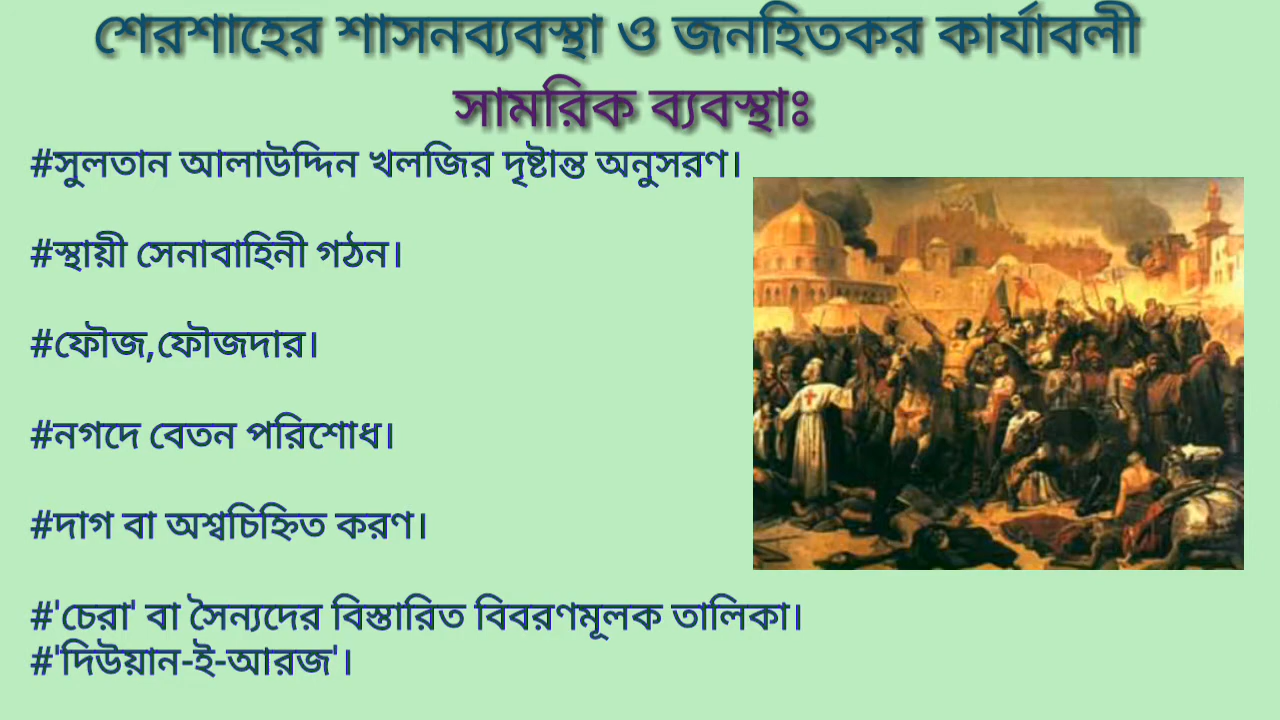 শেরশাহের শাসনব্যবস্থা ও জনহিতকর কার্যাবলী
সামরিক ব্যবস্থাঃ
#সুলতান আলাউদ্দিন খলজির দৃষ্টান্ত অনুসরণ।
#স্থায়ী সেনাবাহিনী গঠন।
#ফৌজ,ফৌজদার।
#নগদে বেতন পরিশোধ।
#দাগ বা অশ্বচিহ্নিত করণ।
#'চেরা' বা সৈন্যদের বিস্তারিত বিবরণমূলক তালিকা।
#'দিউয়ান-ই-আরজ'।